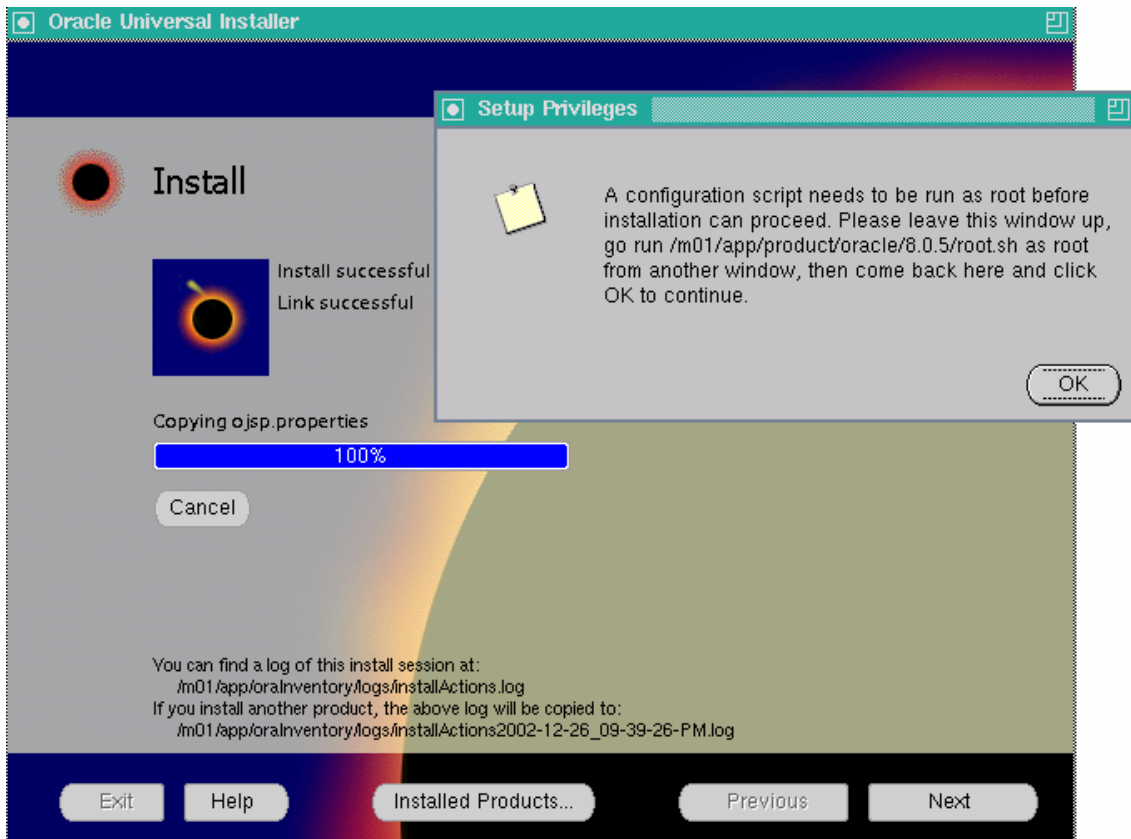 Oracle Universal Installer
Setup Privileges
A configuration script needs to be run as root before
installation can proceed. Please leave this window up,
go run /m01/app/product/oracle/8.0.5/root.sh as root
from another window, then come back here and click
OK to continue.
OK
Install
Install successful
Link successful
Copying ojsp.properties
100%
Cancel
You can find a log of this install session at:
/m01/app/oraInventory/logs/installActions.log
If you install another product, the above log will be copied to:
/m01/app/oraInventory/logs/installActions2002-12-26_09-39-26-PM.log
Exit
Help
Installed Products...
Previous
Next